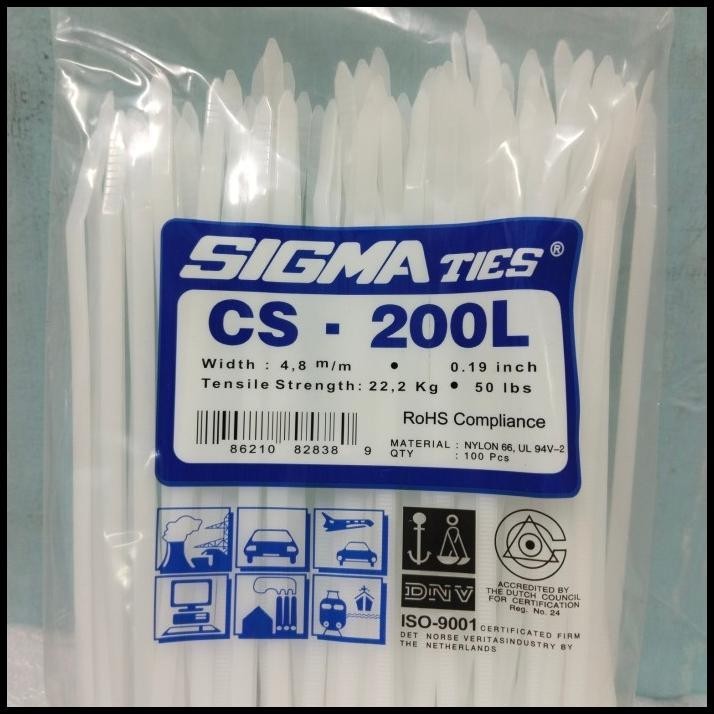 SIGMA TIES ®
CS - 200L
Width : 4,8 m/m • 0.19 inch
Tensile Strength: 22,2 Kg • 50 lbs
RoHS Compliance
86210 82838 9
MATERIAL : NYLON 66, UL 94V-2
QTY : 100 Pcs
DNV
C
ACCREDITED BY
THE DUTCH COUNCIL
FOR CERTIFICATION
Reg. No. 24
ISO-9001 CERTIFICATED FIRM
DET NORSE VERITASINDUSTRY BY
THE NETHERLANDS